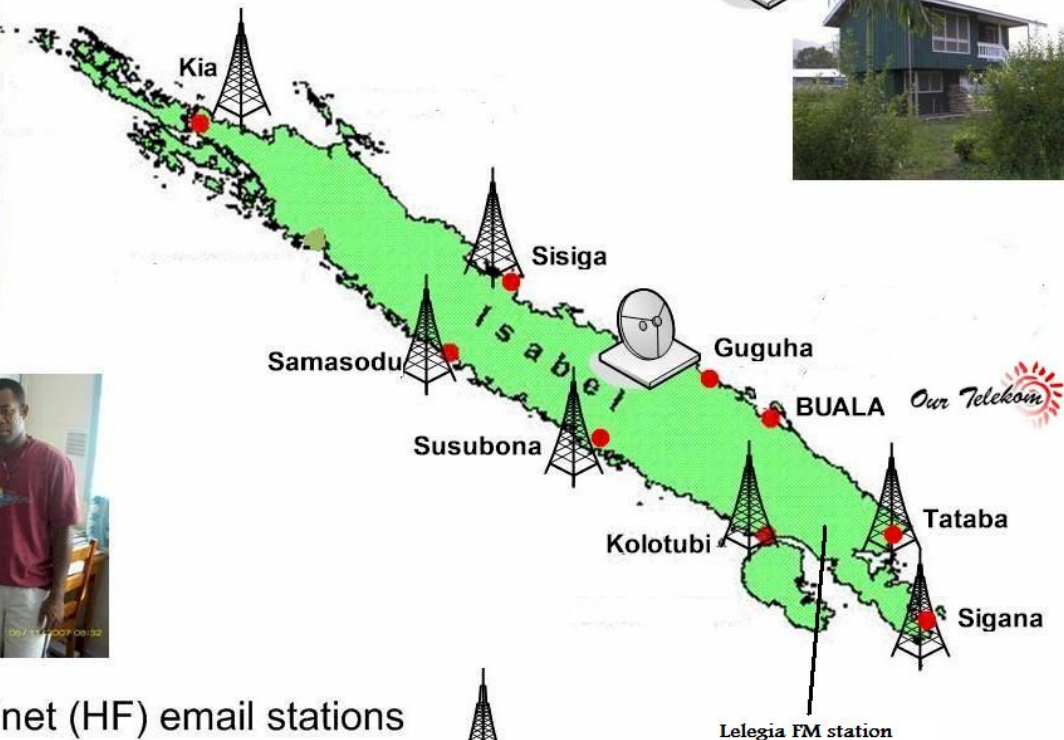 Kia
Sisiga
Isabel
Guguha
Samasodu
BUALA
Our Telekom
Susubona
Tataba
Kolotubi
Sigana
net (HF) email stations
Lelegia FM station